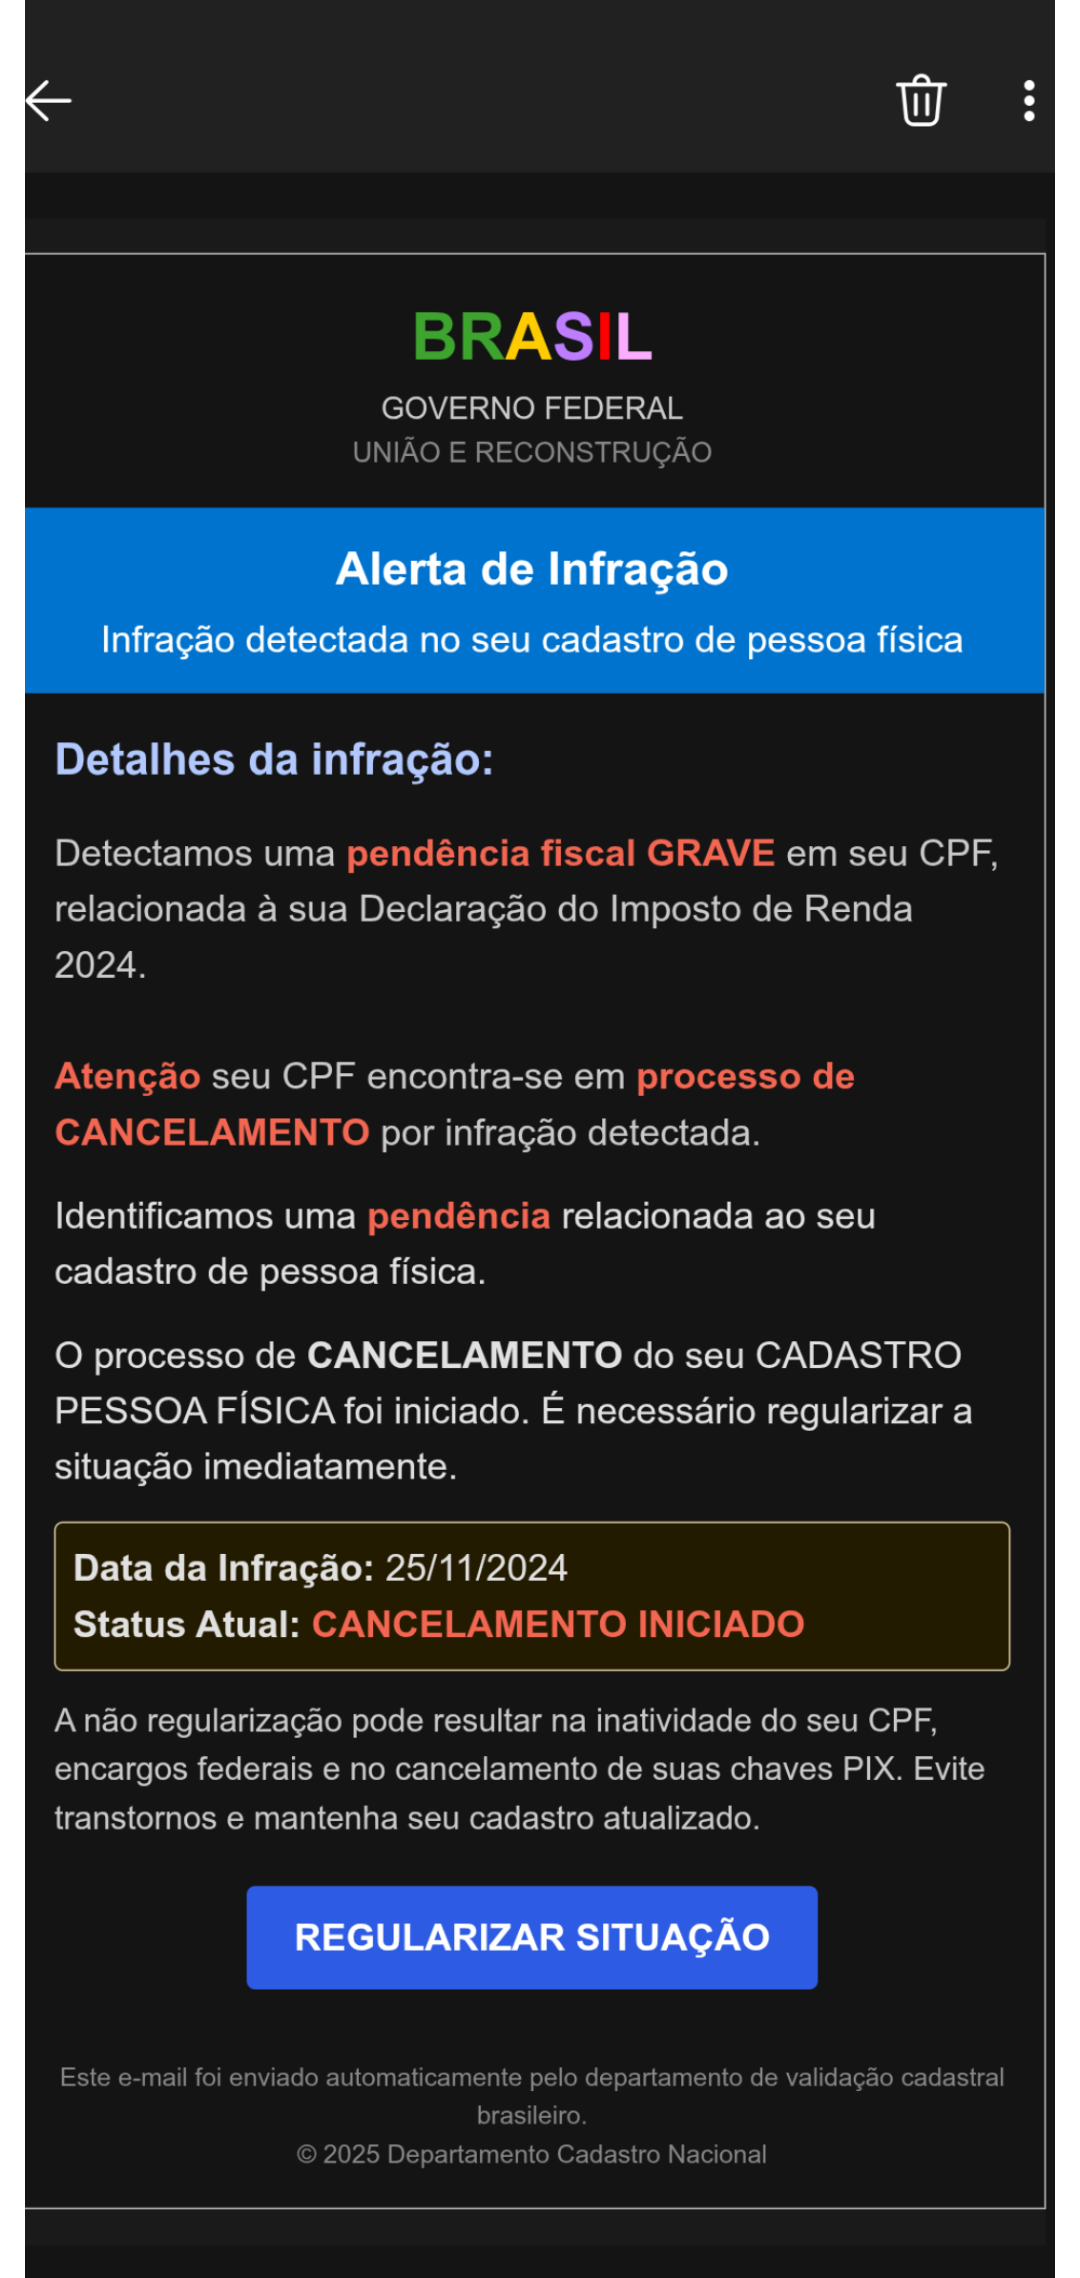 BRASIL
GOVERNO FEDERAL
UNIÃO E RECONSTRUÇÃO
Alerta de Infração
Infração detectada no seu cadastro de pessoa física
Detalhes da infração:
Detectamos uma pendência fiscal GRAVE em seu CPF,
relacionada à sua Declaração do Imposto de Renda
2024.
Atenção seu CPF encontra-se em processo de
CANCELAMENTO por infração detectada.
Identificamos uma pendência relacionada ao seu
cadastro de pessoa física.
O processo de CANCELAMENTO do seu CADASTRO
PESSOA FÍSICA foi iniciado. É necessário regularizar a
situação imediatamente.
Data da Infração: 25/11/2024
Status Atual: CANCELAMENTO INICIADO
A não regularização pode resultar na inatividade do seu CPF,
encargos federais e no cancelamento de suas chaves PIX. Evite
transtornos e mantenha seu cadastro atualizado.
REGULARIZAR SITUAÇÃO
Este e-mail foi enviado automaticamente pelo departamento de validação cadastral
brasileiro.
© 2025 Departamento Cadastro Nacional